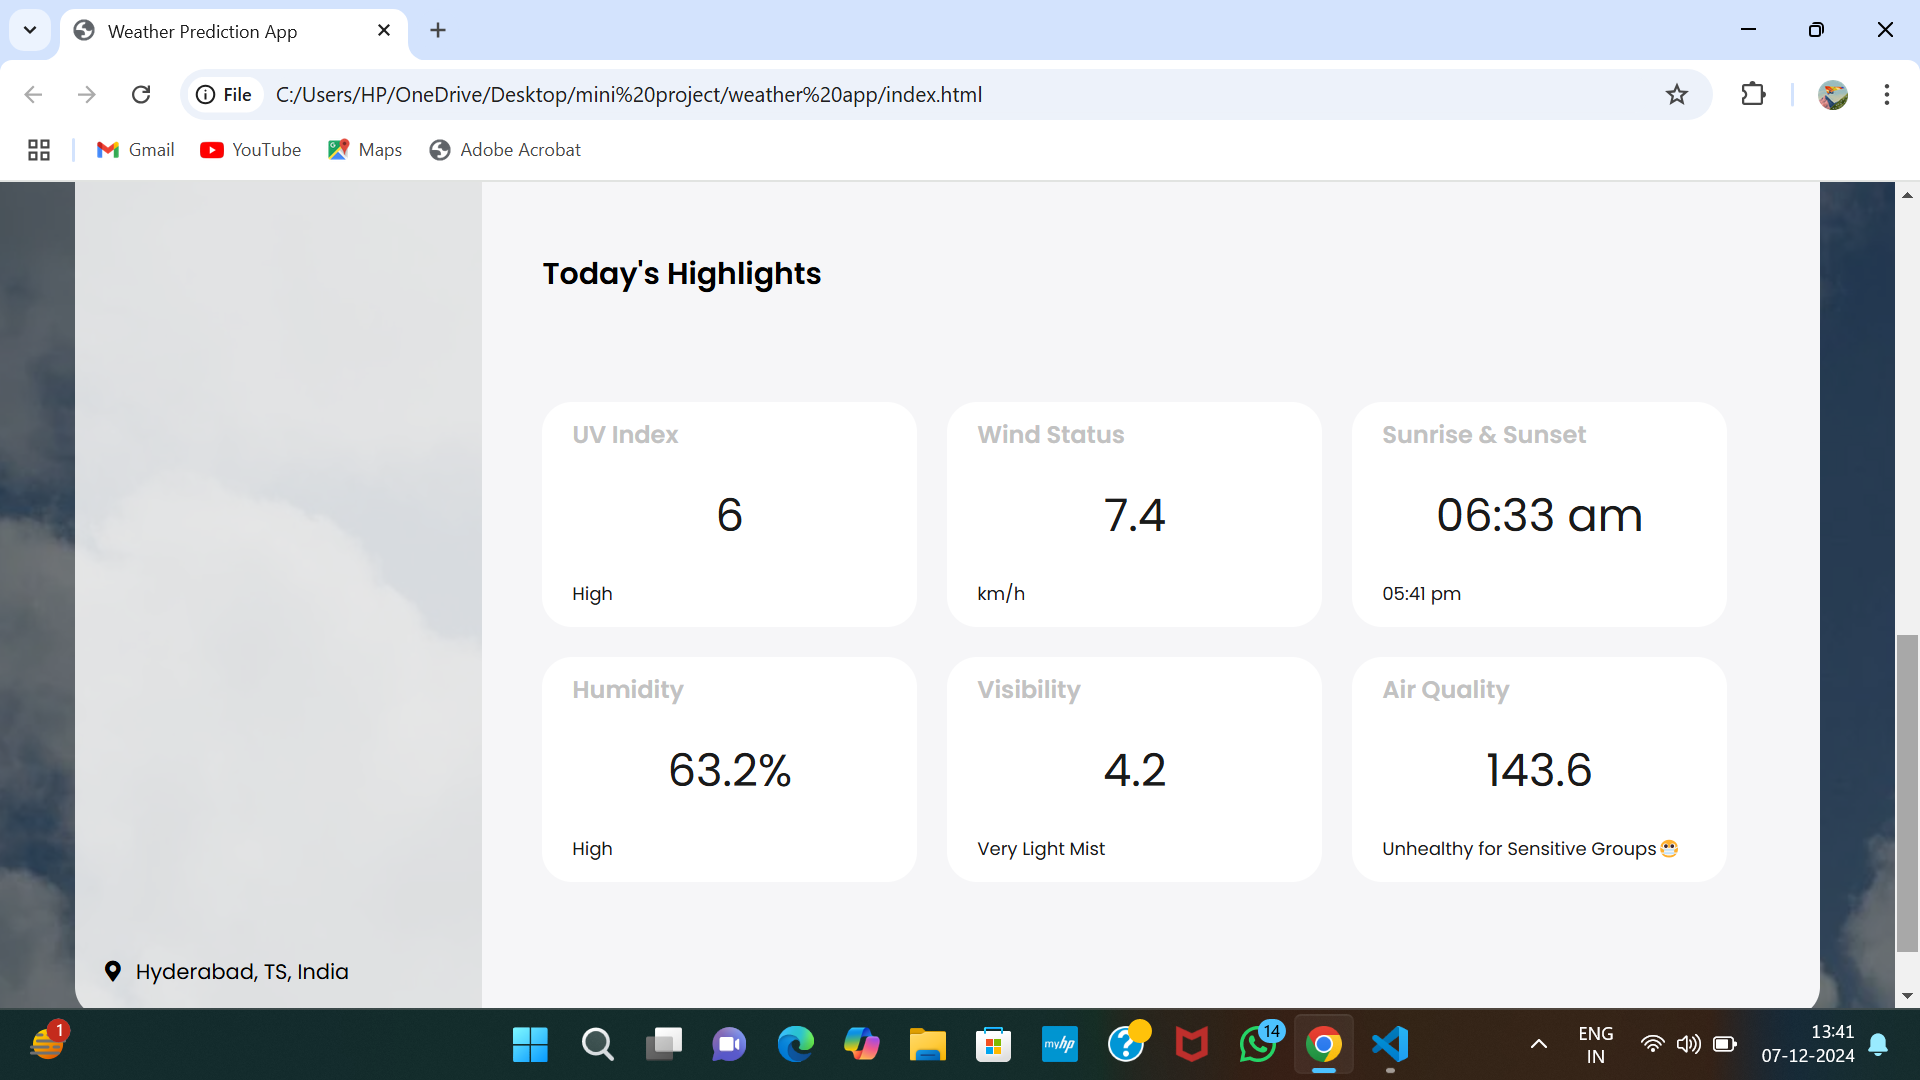 Weather Prediction App
File
C:/Users/HP/OneDrive/Desktop/mini%20project/weather%20app/index.html
Gmail
YouTube
Maps
Adobe Acrobat
Today's Highlights
UV Index
6
High
Wind Status
7.4
km/h
Sunrise & Sunset
06:33 am
05:41 pm
Humidity
63.2%
High
Visibility
4.2
Very Light Mist
Air Quality
143.6
Unhealthy for Sensitive Groups😷
Hyderabad, TS, India
1
myhp
14
ENG
IN
13:41
07-12-2024